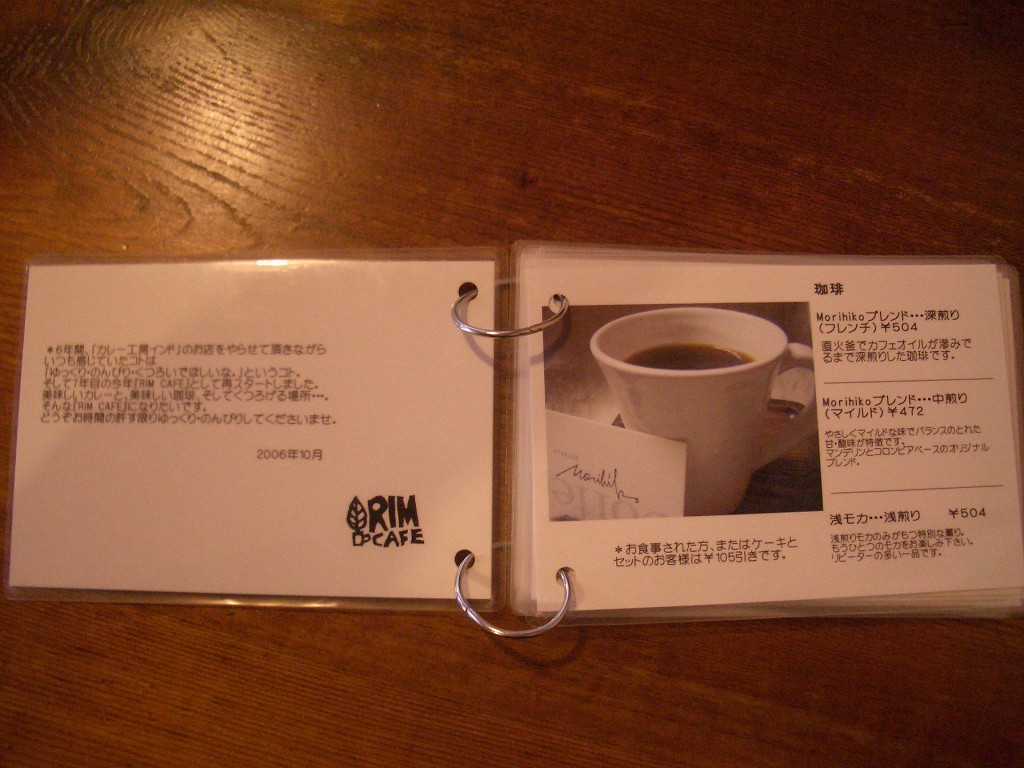 *6年間、「カレー工房インド」のお店をやらせて頂きながら
いつも感じていたコトは
「ゆっくり・のんびり・くつろいでほしいな。」というコト。
そして7年目の今年「RIM CAFE」として再スタートしました。
美味しいカレーと、美味しい珈琲、そしてくつろげる場所…。
そんな「RIM CAFE」になりたいです。
どうぞお時間の許す限りゆっくり・のんびりしてくださいませ。
2006年10月
RIM
CAFE
珈琲
Morihikoブレンド…深煎り
(フレンチ)¥504
直火釜でカフェオイルが滲みで
るまで深煎りした珈琲です。
Morihikoブレンド…中煎り
(マイルド)¥472
やさしくマイルドな味でバランスのとれた
甘・酸味が特徴です。
マンデリンとコロンビアベースのオリジナル
ブレンド。
浅モカ…浅煎り ¥504
浅煎りモカのみがもつ特別な薫り。
もうひとつのモカをお楽しみ下さい。
リピーターの多い一品です。
Morihiko
*お食事された方、またはケーキと
セットのお客様は¥105引きです。